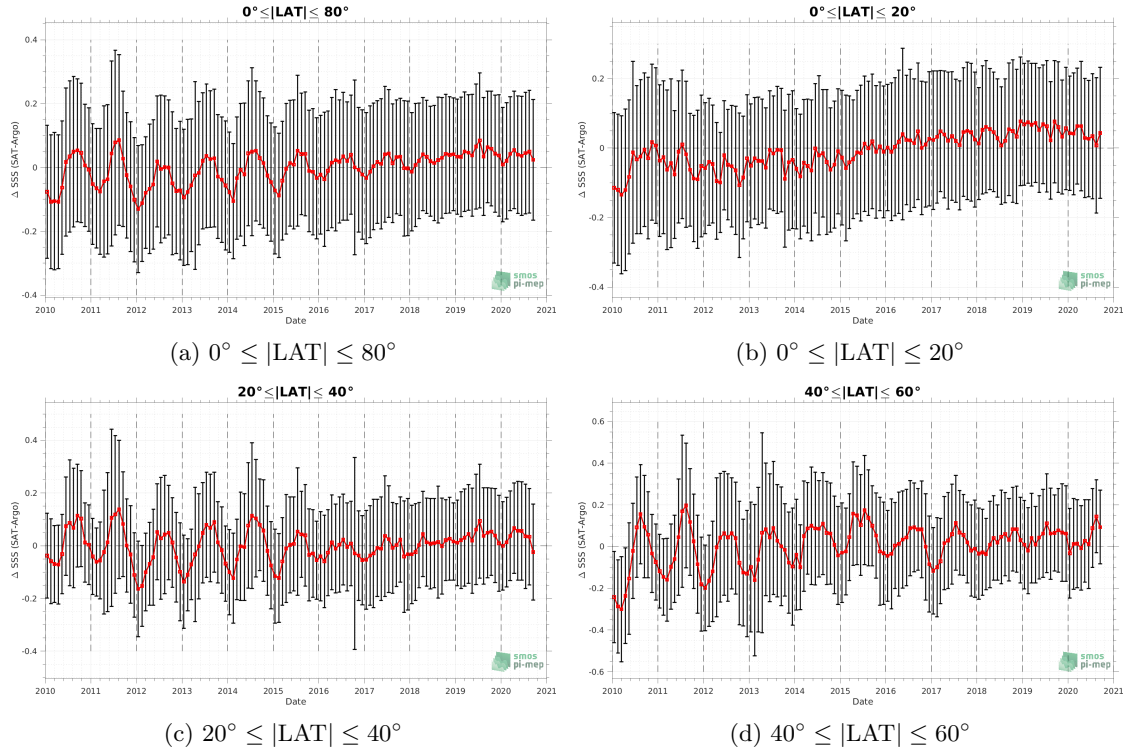 0°≤|LAT|≤ 80°
Δ SSS (SAT-Argo)
0.4
0.2
0
-0.2
-0.4
2010 2011 2012 2013 2014 2015 2016 2017 2018 2019 2020 2021
Date
smos
pi-mep
(a) 0° ≤ |LAT| ≤ 80°
0°≤|LAT|≤ 20°
Δ SSS (SAT-Argo)
0.2
0
-0.2
-0.4
2010 2011 2012 2013 2014 2015 2016 2017 2018 2019 2020 2021
Date
smos
pi-mep
(b) 0° ≤ |LAT| ≤ 20°
20°≤|LAT|≤ 40°
Δ SSS (SAT-Argo)
0.4
0.2
0
-0.2
-0.4
2010 2011 2012 2013 2014 2015 2016 2017 2018 2019 2020 2021
Date
smos
pi-mep
(c) 20° ≤ |LAT| ≤ 40°
40°≤|LAT|≤ 60°
Δ SSS (SAT-Argo)
0.6
0.4
0.2
0
-0.2
-0.4
-0.6
2010 2011 2012 2013 2014 2015 2016 2017 2018 2019 2020 2021
Date
smos
pi-mep
(d) 40° ≤ |LAT| ≤ 60°